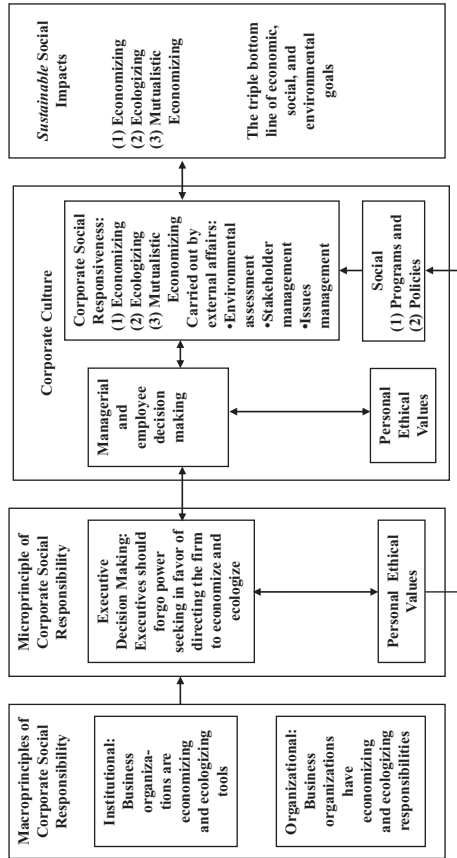 Macroprinciples of
Corporate Social
Responsibility
Institutional:
Business
organiza-
tions are
economizing
and ecologizing
tools
Organizational:
Business
organizations
have
economizing
and ecologizing
responsibilities
Microprinciple of
Corporate Social
Responsibility
Executive
Decision Making:
Executives should
forgo power
seeking in favor of
directing the firm
to economize and
ecologize
Personal Ethical
Values
Corporate Culture
Managerial
and
employee
decision
making
Personal
Ethical
Values
Corporate Social
Responsiveness:
(1) Economizing
(2) Ecologizing
(3) Mutualistic
Economizing
Carried out by
external affairs:
•Environmental
assessment
•Stakeholder
management
•Issues
management
Social
(1) Programs and
(2) Policies
Sustainable Social
Impacts
(1) Economizing
(2) Ecologizing
(3) Mutualistic
Economizing
The triple bottom
line of economic,
social, and
environmental
goals